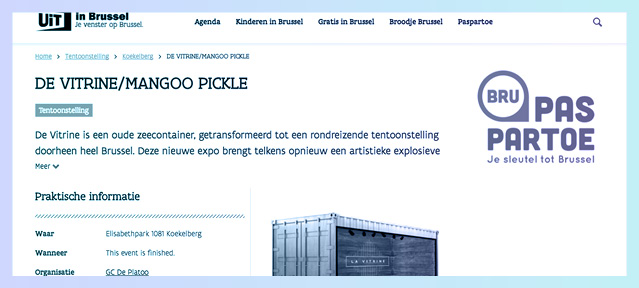 UiT in Brussel
Je venster op Brussel.
Agenda Kinderen in Brussel Gratis in Brussel Broodje Brussel Paspartoe
Home > Tentoonstelling > Koekelberg > DE VITRINE/MANGOO PICKLE
DE VITRINE/MANGOO PICKLE
Tentoonstelling
De Vitrine is een oude zeecontainer, getransformeerd tot een rondreizende tentoonstelling
doorheen heel Brussel. Deze nieuwe expo brengt telkens opnieuw een artistieke explosieve
Meer
BRU PAS
PARTOE
Je sleutel tot Brussel
Praktische informatie
Waar Elisabethpark 1081 Koekelberg
Wanneer This event is finished.
Organisatie GC De Platoo
LA VITRINE